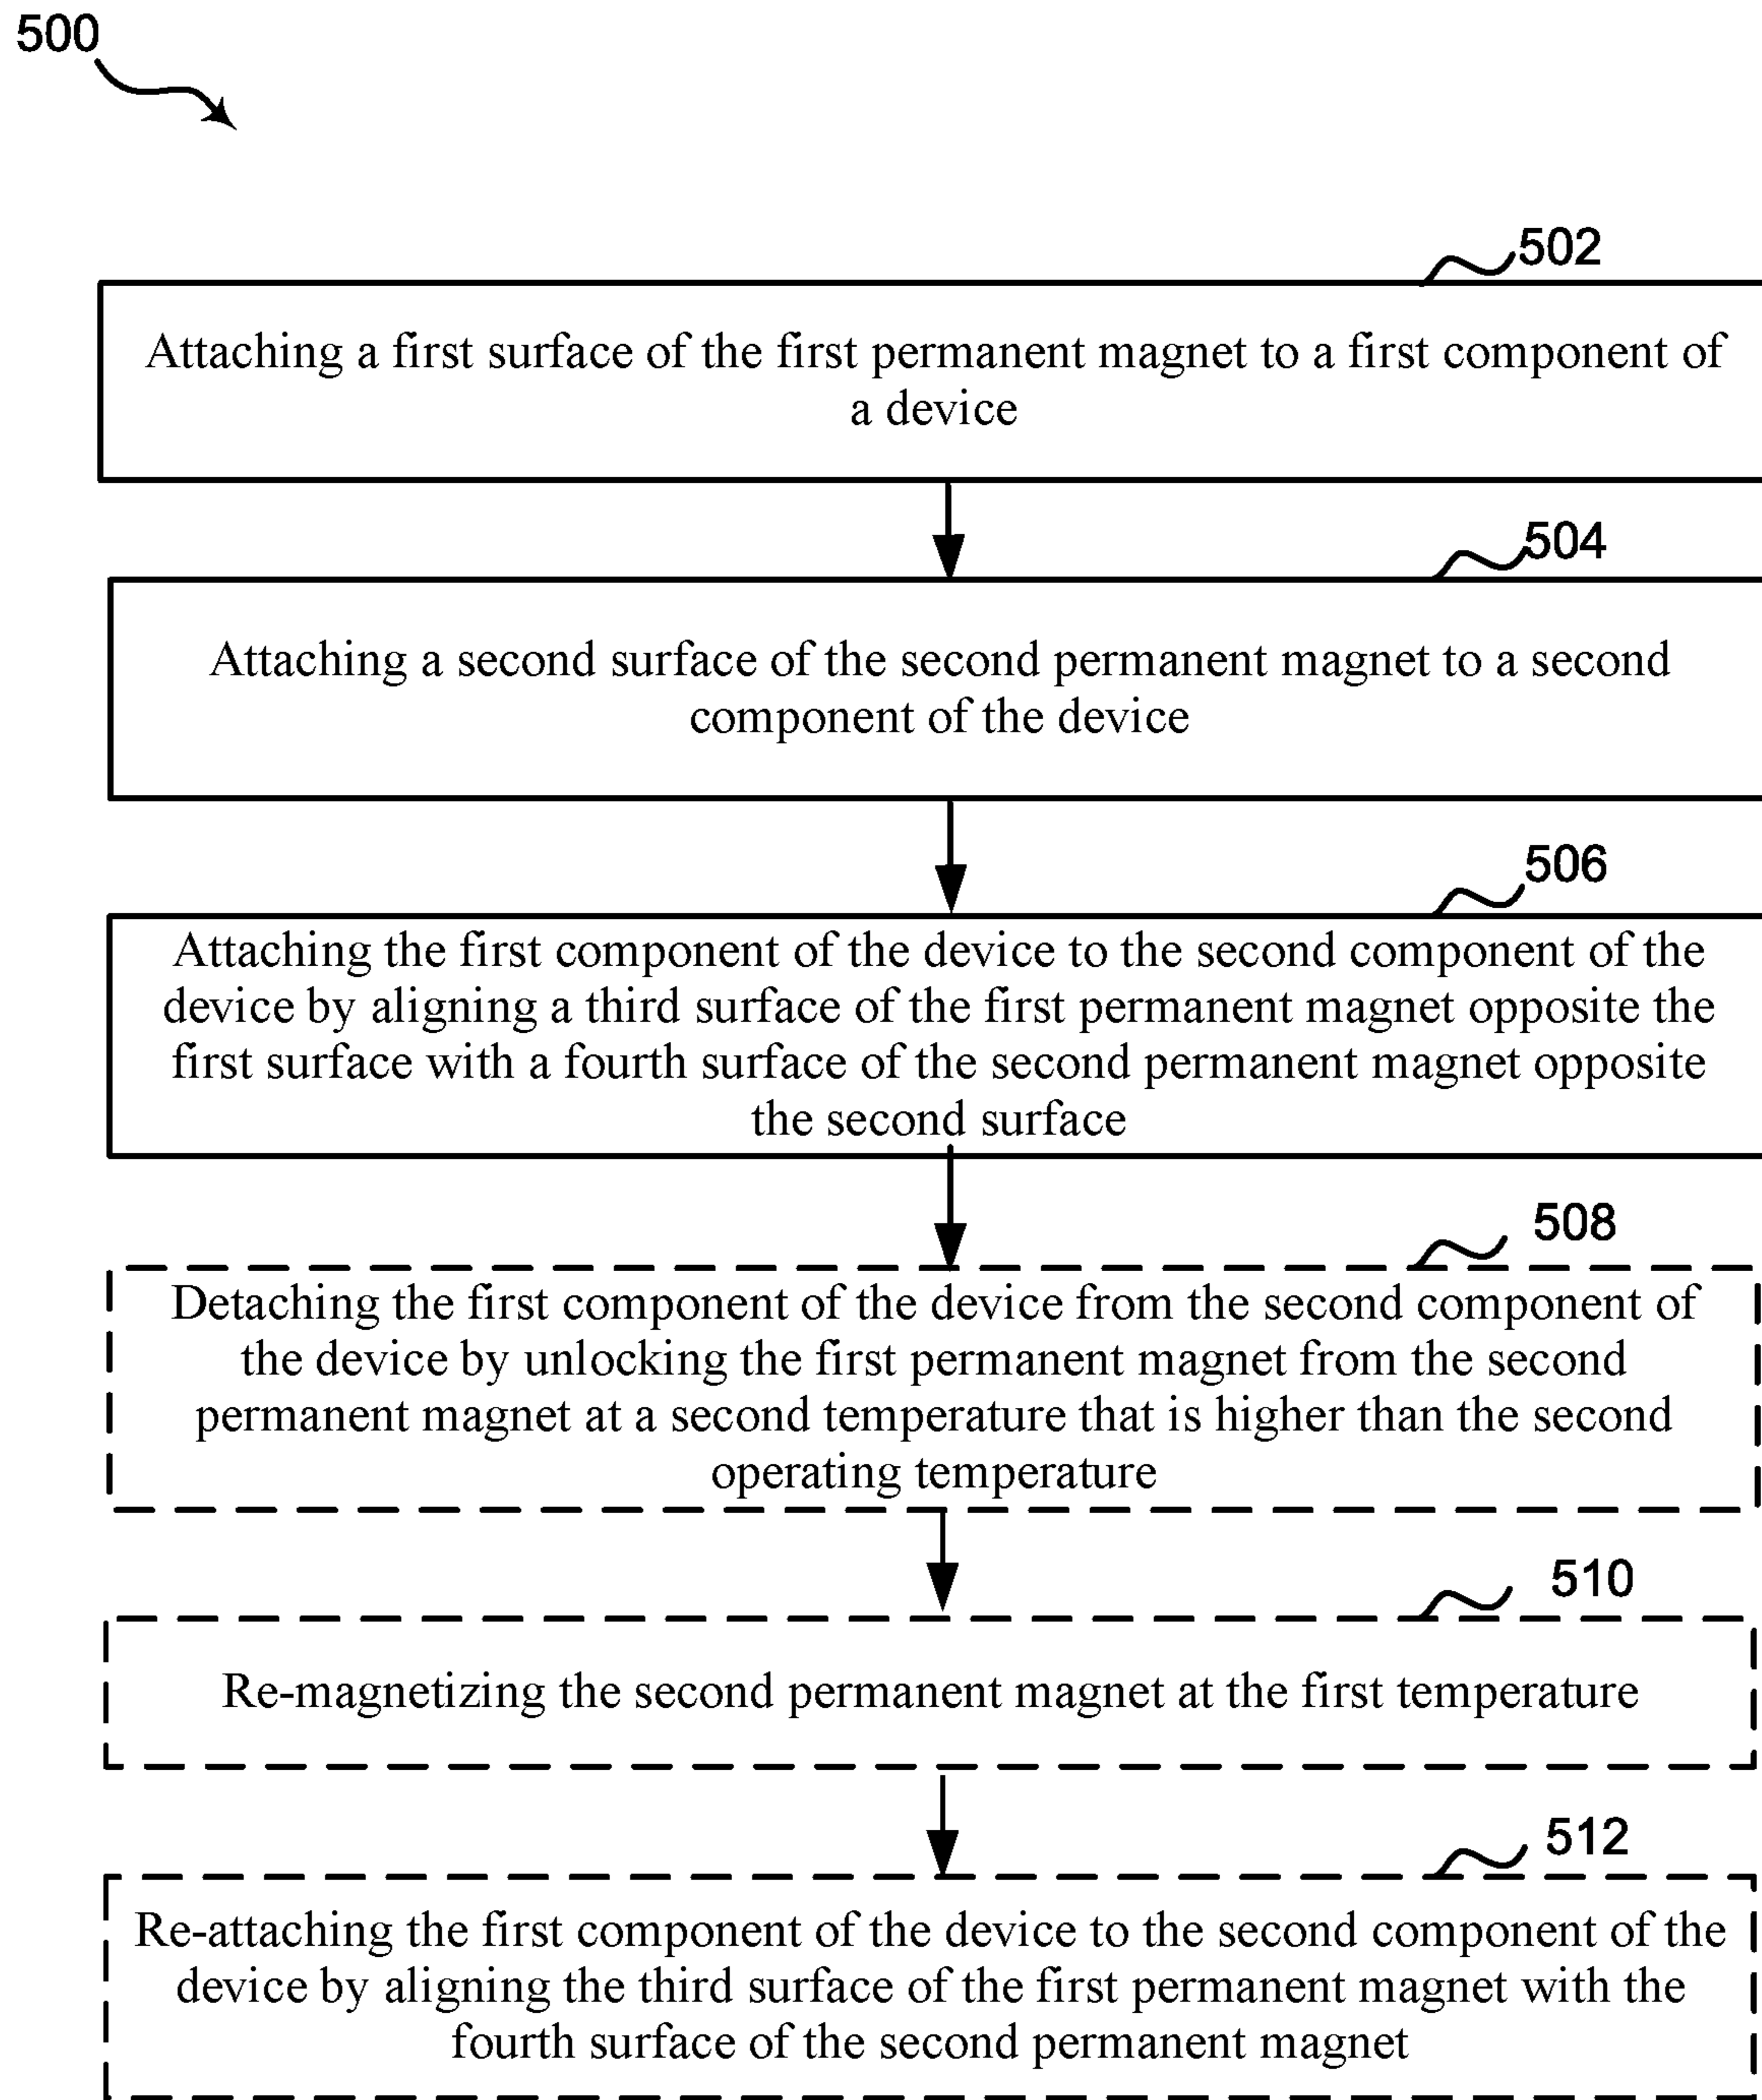 500
502
Attaching a first surface of the first permanent magnet to a first component of
a device
504
Attaching a second surface of the second permanent magnet to a second
component of the device
506
Attaching the first component of the device to the second component of the
device by aligning a third surface of the first permanent magnet opposite the
first surface with a fourth surface of the second permanent magnet opposite
the second surface
508
Detaching the first component of the device from the second component of
the device by unlocking the first permanent magnet from the second
permanent magnet at a second temperature that is higher than the second
operating temperature
510
Re-magnetizing the second permanent magnet at the first temperature
512
Re-attaching the first component of the device to the second component of the
device by aligning the third surface of the first permanent magnet with the
fourth surface of the second permanent magnet